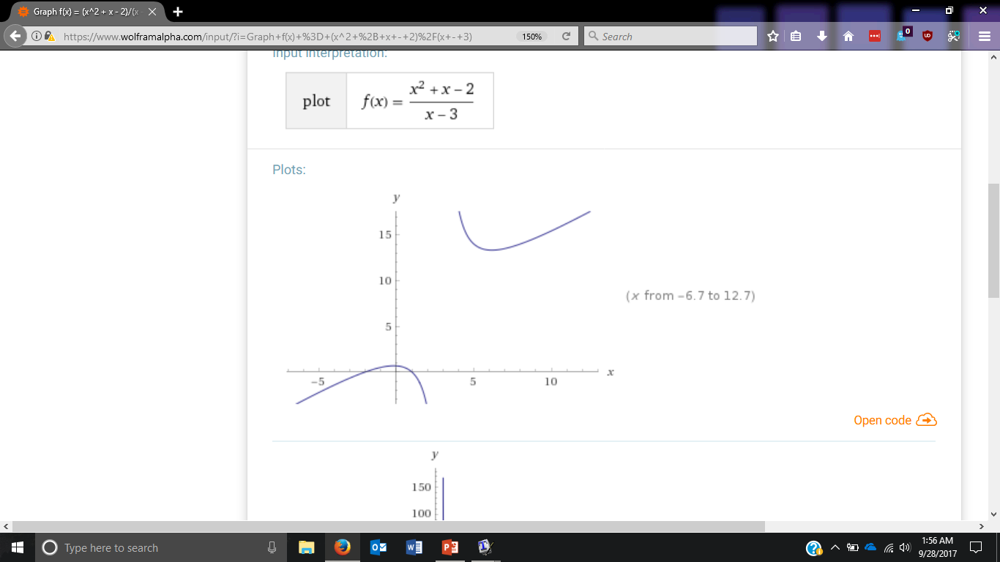 Graph f(x) = (x^2 + x - 2)/(x -
https://www.wolframalpha.com/input/?i=Graph+f(x)+%3D+(x^2+%2B+x+-+2)%2F(x+-+3)
150%
Search
0
Input interpretation:
plot f(x) = x² + x – 2
x – 3
Plots:
y
15
10
5
–5 5 10 x
(x from –6.7 to 12.7)
Open code
y
150
100
Type here to search
1:56 AM
9/28/2017